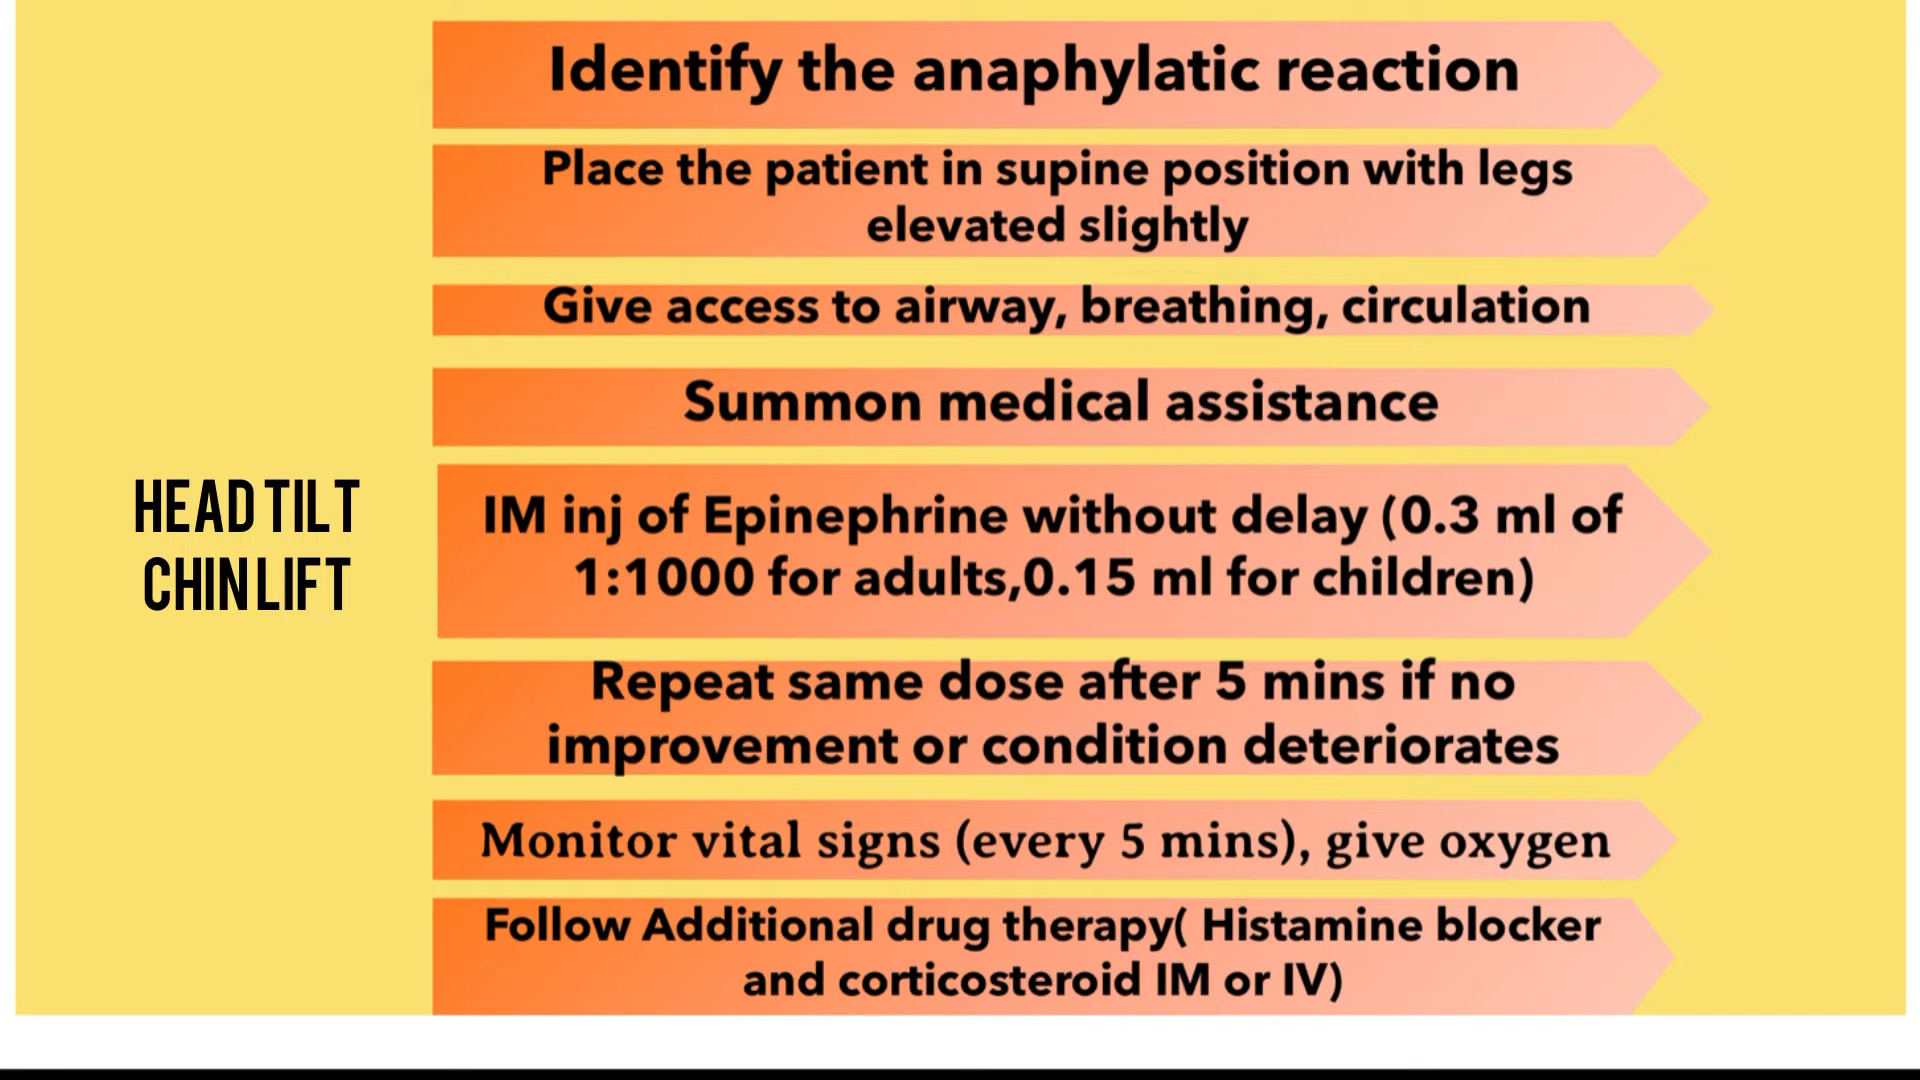 Identify the anaphylatic reaction
Place the patient in supine position with legs
elevated slightly
Give access to airway, breathing, circulation
Summon medical assistance
HEAD TILT
CHIN LIFT
IM inj of Epinephrine without delay (0.3 ml of
1:1000 for adults,0.15 ml for children)
Repeat same dose after 5 mins if no
improvement or condition deteriorates
Monitor vital signs (every 5 mins), give oxygen
Follow Additional drug therapy( Histamine blocker
and corticosteroid IM or IV)